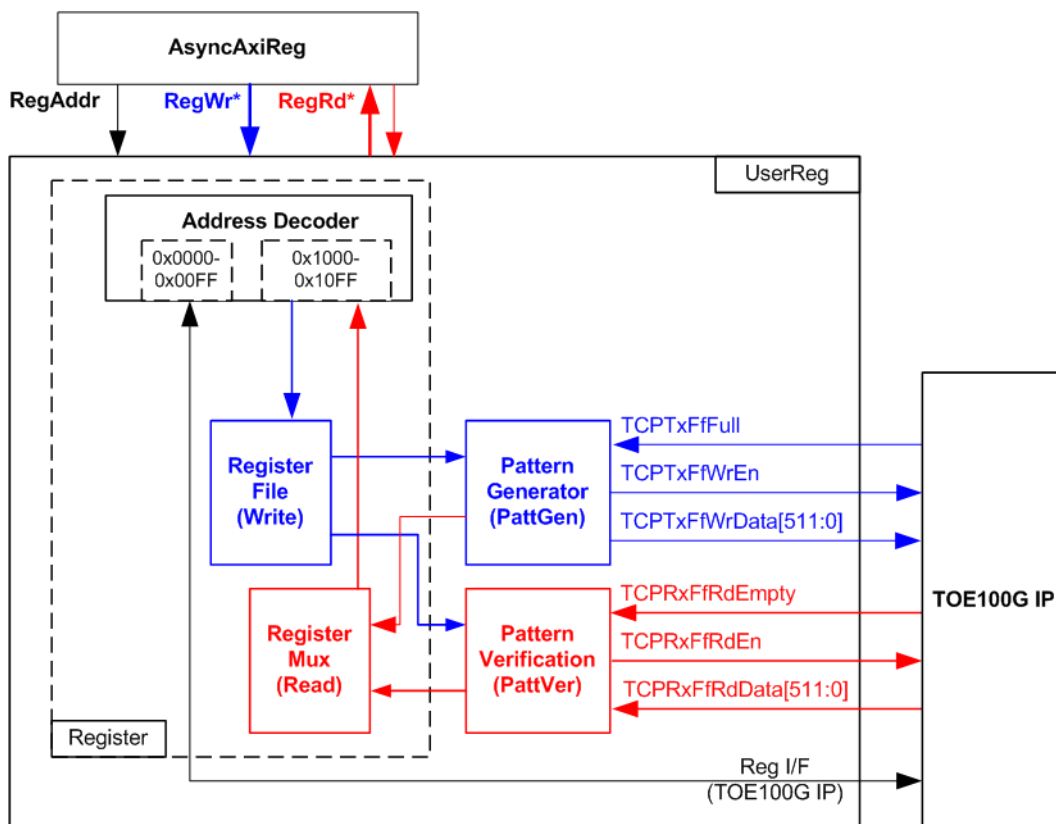 AsyncAxiReg
RegAddr
RegWr*
RegRd*
UserReg
Address Decoder
0x0000-
0x00FF
0x1000-
0x10FF
Register
File
(Write)
Pattern
Generator
(PattGen)
TCPTxFfFull
TCPTxFfWrEn
TCPTxFfWrData[511:0]
Register
Mux
(Read)
Pattern
Verification
(PattVer)
TCPRxFfRdEmpty
TCPRxFfRdEn
TCPRxFfRdData[511:0]
TOE100G IP
Register
Reg I/F
(TOE100G IP)